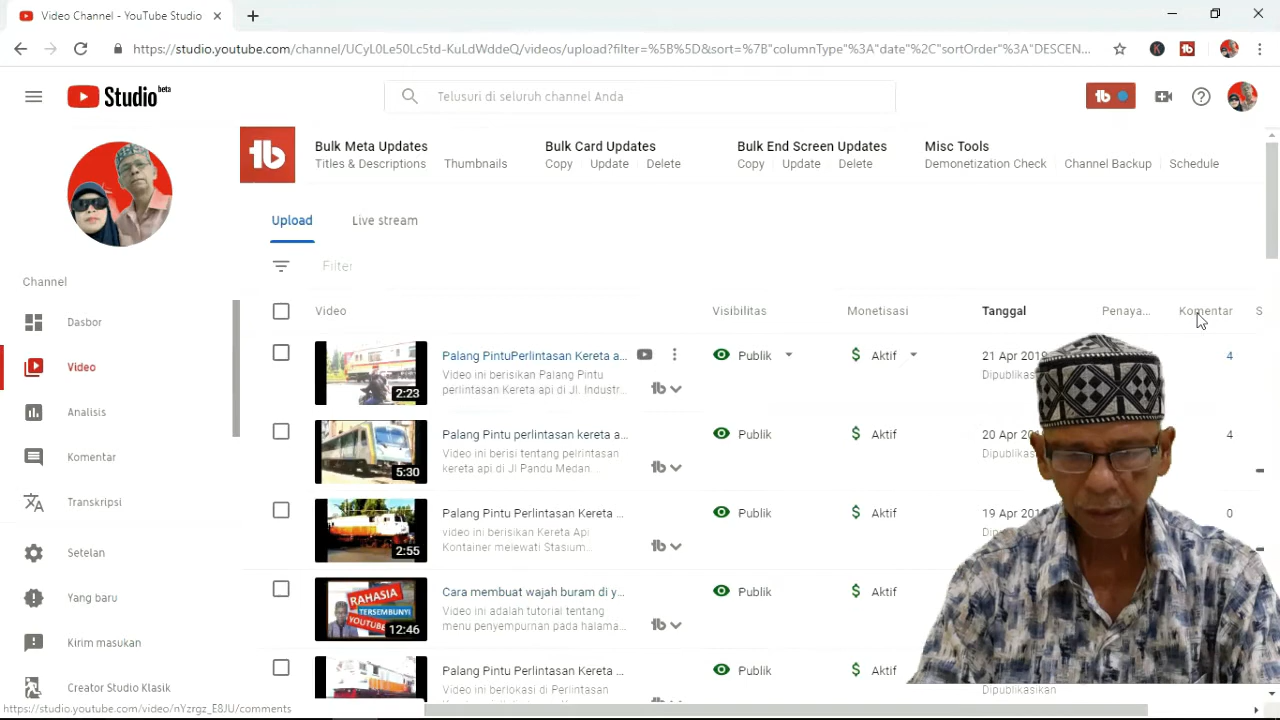 Video Channel - YouTube Studio
https://studio.youtube.com/channel/UCyL0Le50Lc5td-KuLdWddeQ/videos/upload?filter=%5B%5D&sort=%7B"columnType"%3A"date"%2C"sortOrder"%3A"DESCEN...
Studio beta
Telusuri di seluruh channel Anda
Bulk Meta Updates
Titles & Descriptions Thumbnails
Bulk Card Updates
Copy Update Delete
Bulk End Screen Updates
Copy Update Delete
Misc Tools
Demonetization Check Channel Backup Schedule
Upload Live stream
Filter
Channel
Dasbor
Video
Analisis
Komentar
Transkripsi
Setelan
Yang baru
Kirim masukan
Creator Studio Klasik
Video Visibilitas Monetisasi Tanggal Penaya... Komentar S
2:23
Palang PintuPerlintasan Kereta a...
Video ini berisikan Palang Pintu
perlintasan Kereta api di Jl. Industr...
Publik Aktif 21 Apr 2019 4
Dipublikas
5:30
Palang Pintu perlintasan kereta a...
Video ini berisi tentang pelrintasan
kereta api di Jl Pandu Medan...
Publik Aktif 20 Apr 4
Dipublikas
2:55
Palang Pintu Perlintasan Kereta ...
video ini berisikan Kereta Api
Kontainer melewati Stasium...
Publik Aktif 19 Apr 0
RAHASIA
TERSEMBUNYI
12:46
Cara membuat wajah buram di y...
Video ini adalah tutorial tentang
menu penyempurnan pada halama...
Publik Aktif
Palang Pintu Perlintasan Kereta ...
Video ini berlokasi di Perlintasan
Publik Aktif
Dipublikasikan
https://studio.youtube.com/video/nYzrgz_E8JU/comments